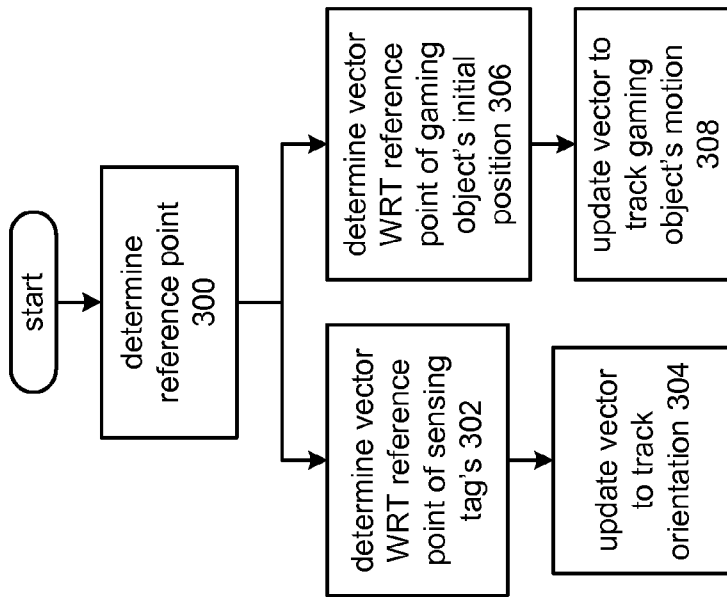 start
determine
reference point
300
determine vector
WRT reference
point of sensing
tag's 302
update vector
to track
orientation 304
determine vector
WRT reference
point of gaming
object's initial
position 306
update vector to
track gaming
object's motion
308